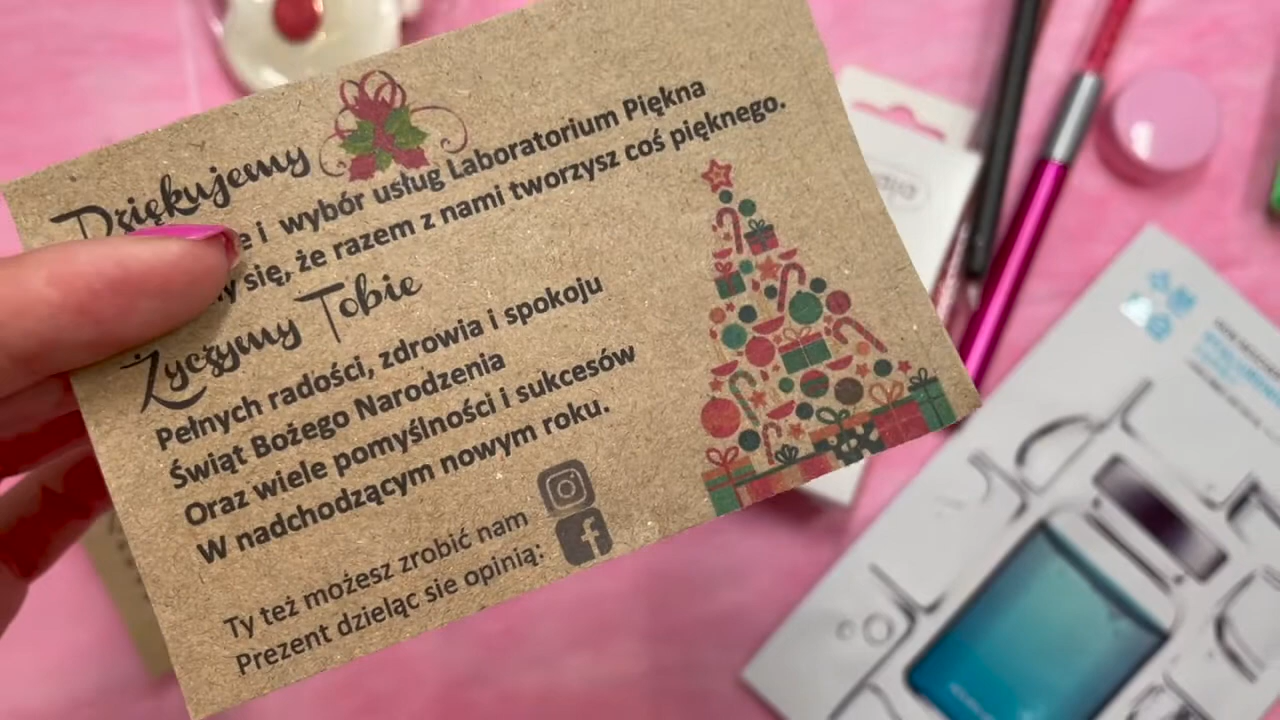 Dziękujemy
e i wybór usług Laboratorium Piękna
y się, że razem z nami tworzysz coś pięknego.
Życzymy Tobie
Pełnych radości, zdrowia i spokoju
Świąt Bożego Narodzenia
Oraz wiele pomyślności i sukcesów
W nadchodzącym nowym roku.
Ty też możesz zrobić nam
Prezent dzieląc sie opinią: